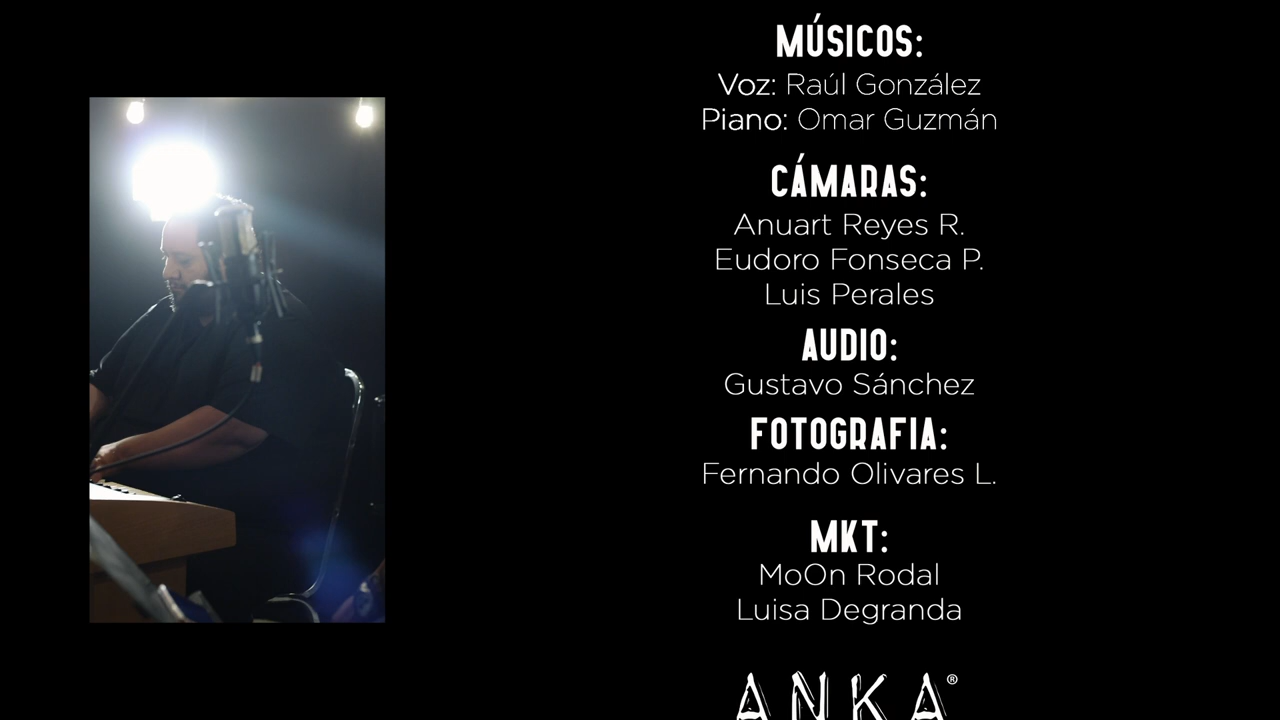 MÚSICOS:
Voz: Raúl González
Piano: Omar Guzmán
CÁMARAS:
Anuart Reyes R.
Eudoro Fonseca P.
Luis Perales
AUDIO:
Gustavo Sánchez
FOTOGRAFIA:
Fernando Olivares L.
MKT:
MoOn Rodal
Luisa Degranda
ANKA®